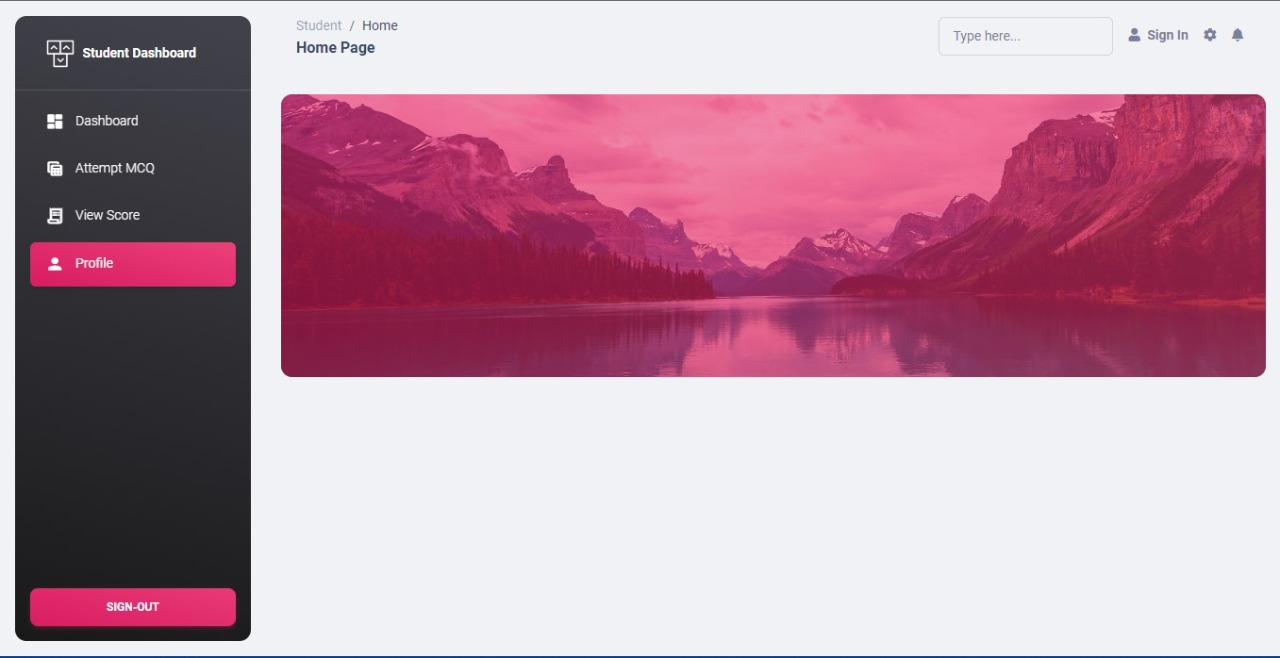 Student Dashboard
Dashboard
Attempt MCQ
View Score
Profile
SIGN-OUT
Student / Home
Home Page
Type here...
Sign In